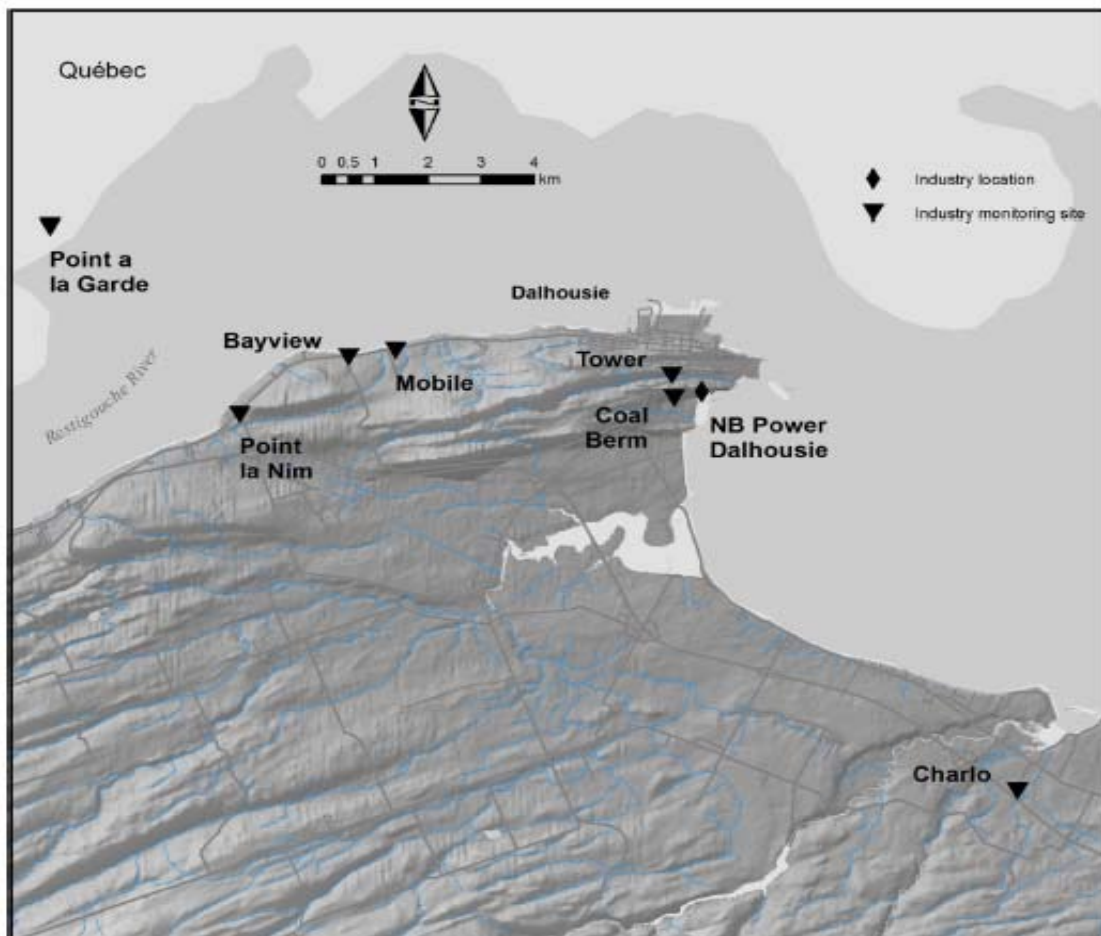 Québec
0 0.5 1 2 3 4
km
Industry location
Industry monitoring site
Point a
la Garde
Dalhousie
Bayview
Mobile
Tower
Coal
Berm
NB Power
Dalhousie
Restigouche River
Point
la Nim
Charlo